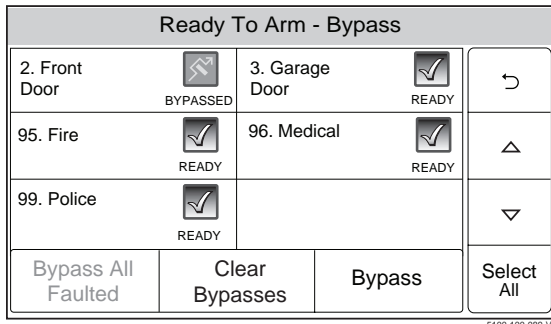 Ready To Arm - Bypass
2. Front
Door
BYPASSED
3. Garage
Door
READY
95. Fire
READY
96. Medical
READY
99. Police
READY
Bypass All
Faulted
Clear
Bypasses
Bypass
Select
All